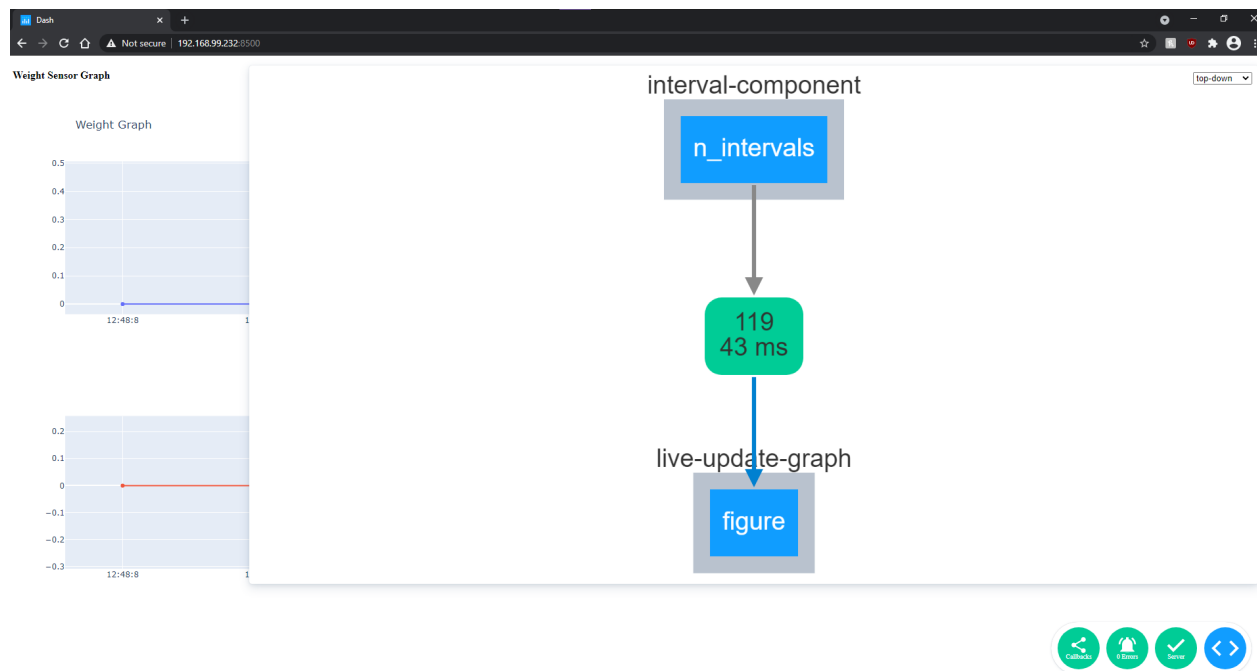 Dash
Not secure 192.168.99.232:8500
Weight Sensor Graph
top-down
interval-component
n_intervals
119
43 ms
live-update-graph
figure
Weight Graph
0.5
0.4
0.3
0.2
0.1
0
12:48:8 1
0.2
0.1
0
−0.1
−0.2
−0.3
12:48:8 1
Callbacks 0 Errors Server